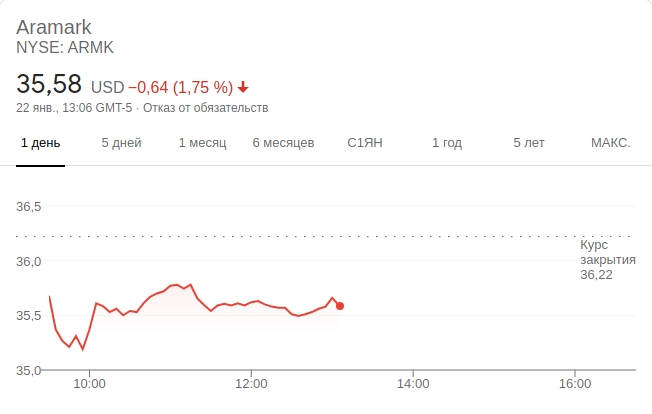 Aramark
NYSE: ARMK
35,58 USD −0,64 (1,75 %)
22 янв., 13:06 GMT-5 · Отказ от обязательств
1 день 5 дней 1 месяц 6 месяцев С1ЯН 1 год 5 лет МАКС.
36,5
Курс
закрытия
36,22
36,0
35,5
35,0
10:00 12:00 14:00 16:00